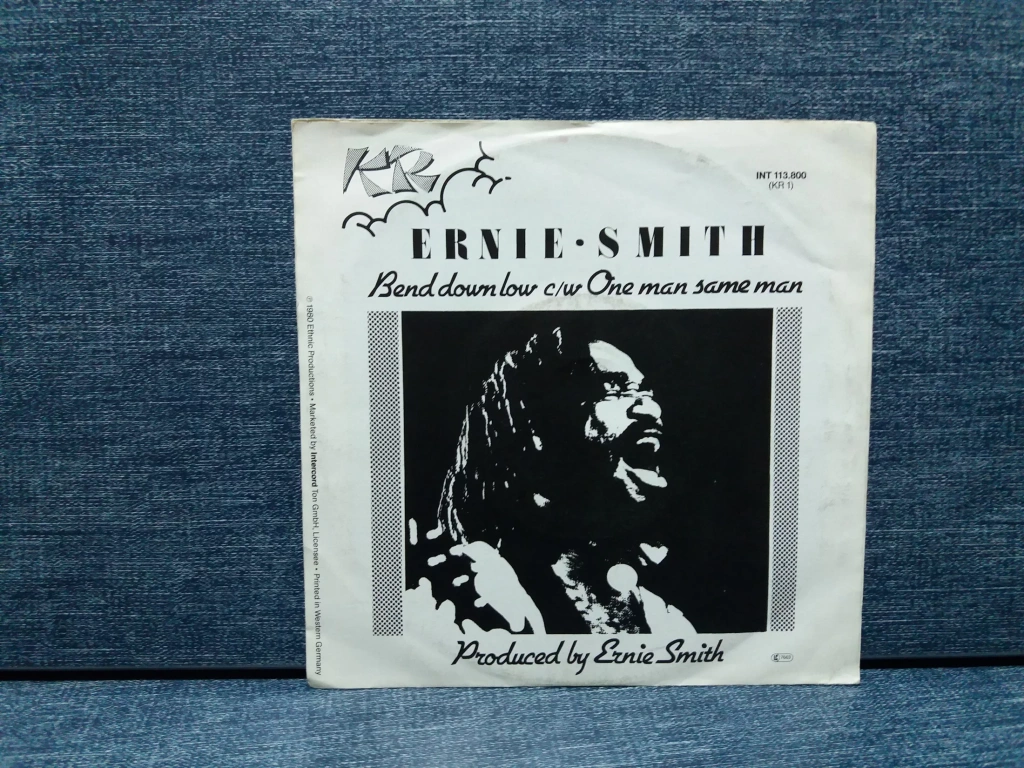 KR
INT 113.800
(KR 1)
ERNIE • SMITH
Bend down low c/w One man same man
℗ 1980 Ethnic Productions • Marketed by Intercord Ton GmbH, Licensee • Printed in Western Germany
Produced by Ernie Smith